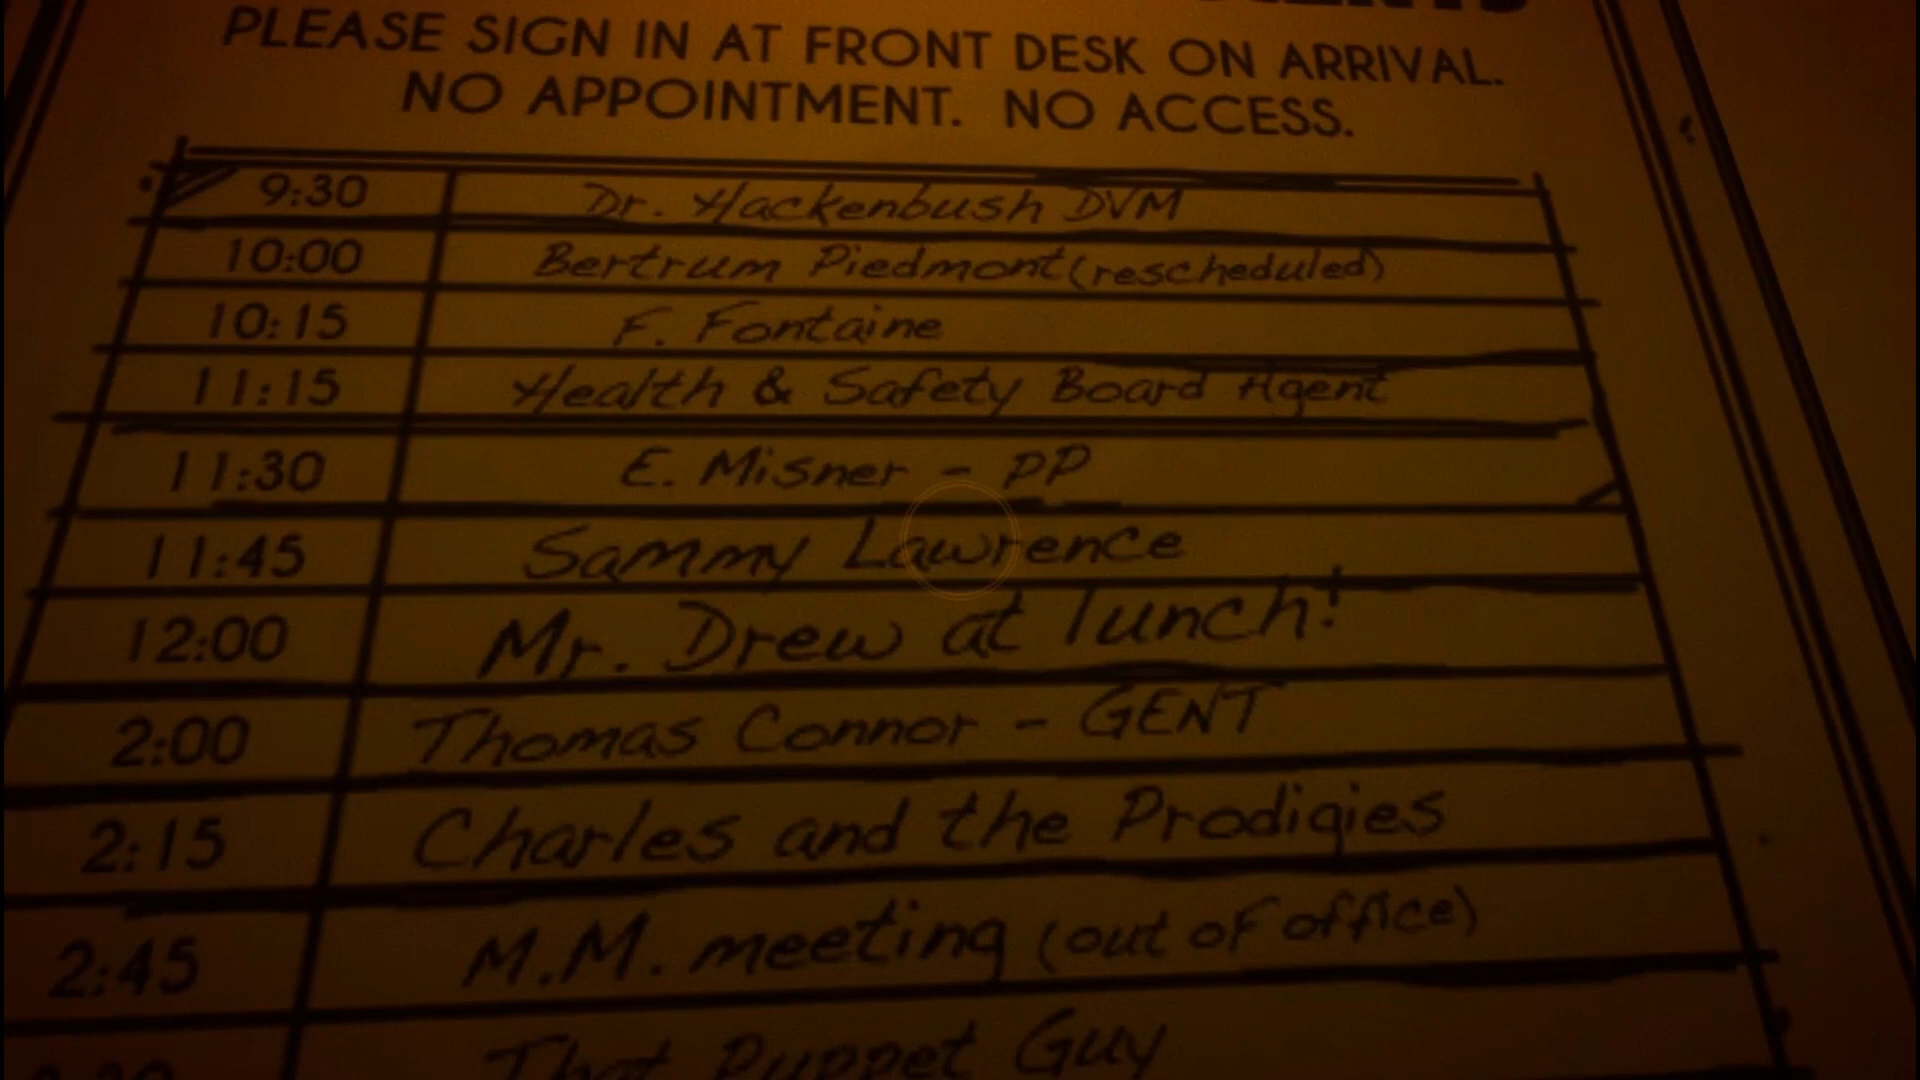 PLEASE SIGN IN AT FRONT DESK ON ARRIVAL.
NO APPOINTMENT. NO ACCESS.
9:30 Dr. Hackenbush DVM
10:00 Bertrum Piedmont (rescheduled)
10:15 F. Fontaine
11:15 Health & Safety Board Agent
11:30 E. Misner - PP
11:45 Sammy Lawrence
12:00 Mr. Drew at lunch!
2:00 Thomas Connor - GENT
2:15 Charles and the Prodigies
2:45 M.M. meeting (out of office)
That Puppet Guy